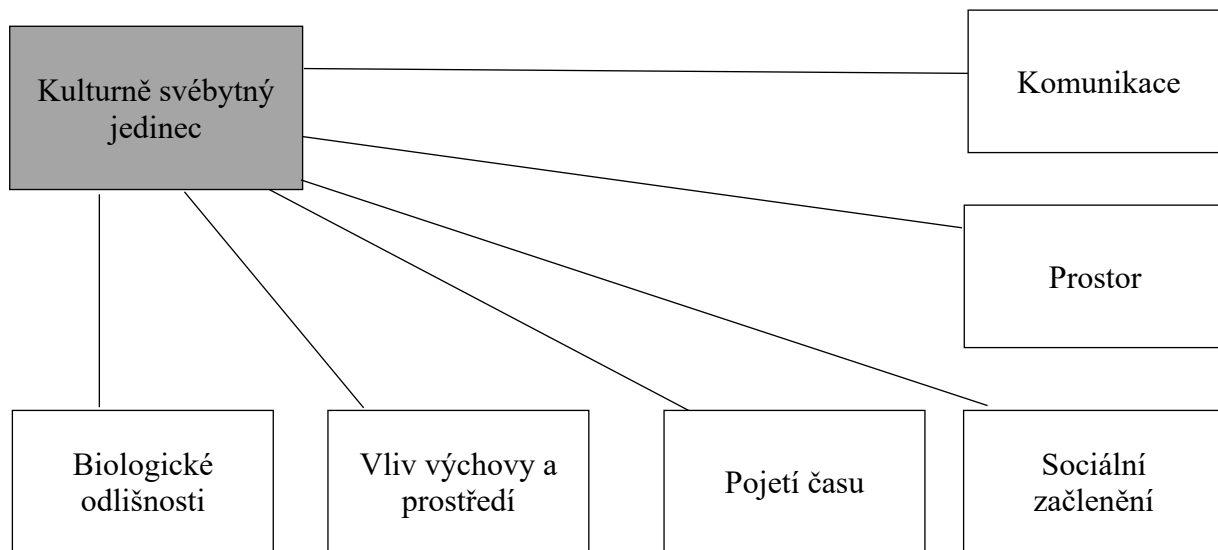 Kulturně svébytný
jedinec
Komunikace
Prostor
Biologické
odlišnosti
Vliv výchovy a
prostředí
Pojetí času
Sociální
začlenění